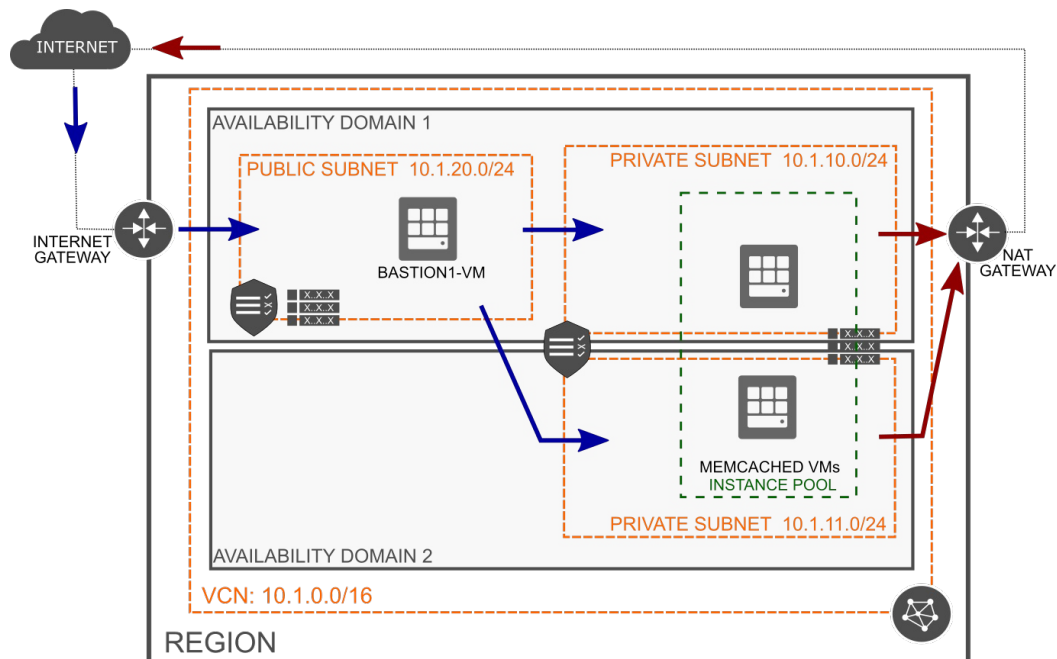 INTERNET
AVAILABILITY DOMAIN 1
PUBLIC SUBNET 10.1.20.0/24
PRIVATE SUBNET 10.1.10.0/24
INTERNET
GATEWAY
BASTION1-VM
NAT
GATEWAY
X..X..X
X..X..X
X..X..X
X..X..X
X..X..X
X..X..X
MEMCACHED VMs
INSTANCE POOL
PRIVATE SUBNET 10.1.11.0/24
AVAILABILITY DOMAIN 2
VCN: 10.1.0.0/16
REGION